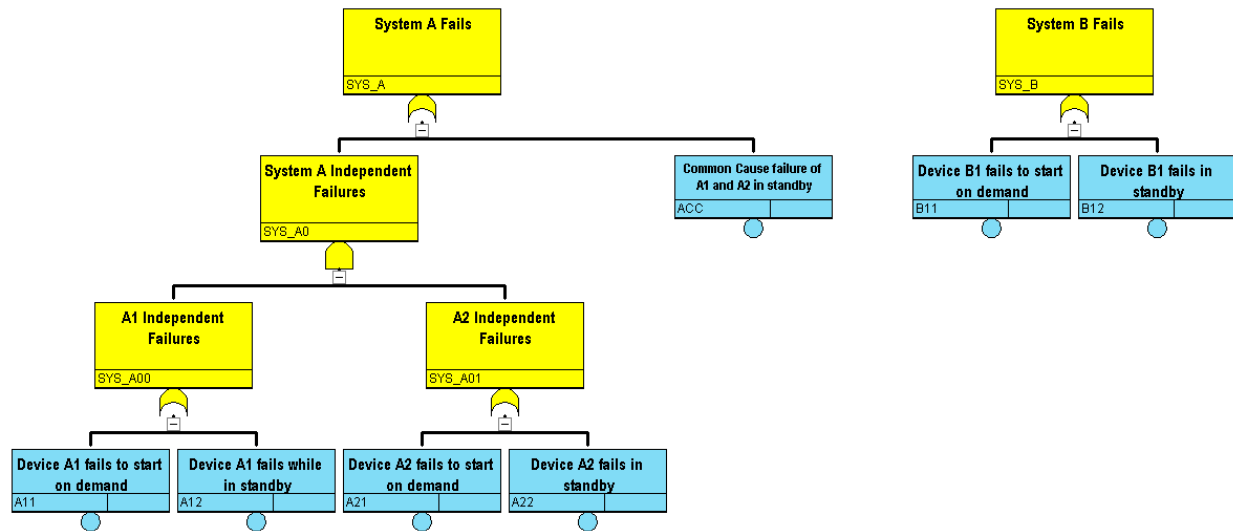 System A Fails
SYS_A
System B Fails
SYS_B
System A Independent
Failures
SYS_A0
Common Cause failure of
A1 and A2 in standby
ACC
Device B1 fails to start
on demand
B11
Device B1 fails in
standby
B12
A1 Independent
Failures
SYS_A00
A2 Independent
Failures
SYS_A01
Device A1 fails to start
on demand
A11
Device A1 fails while
in standby
A12
Device A2 fails to start
on demand
A21
Device A2 fails in
standby
A22